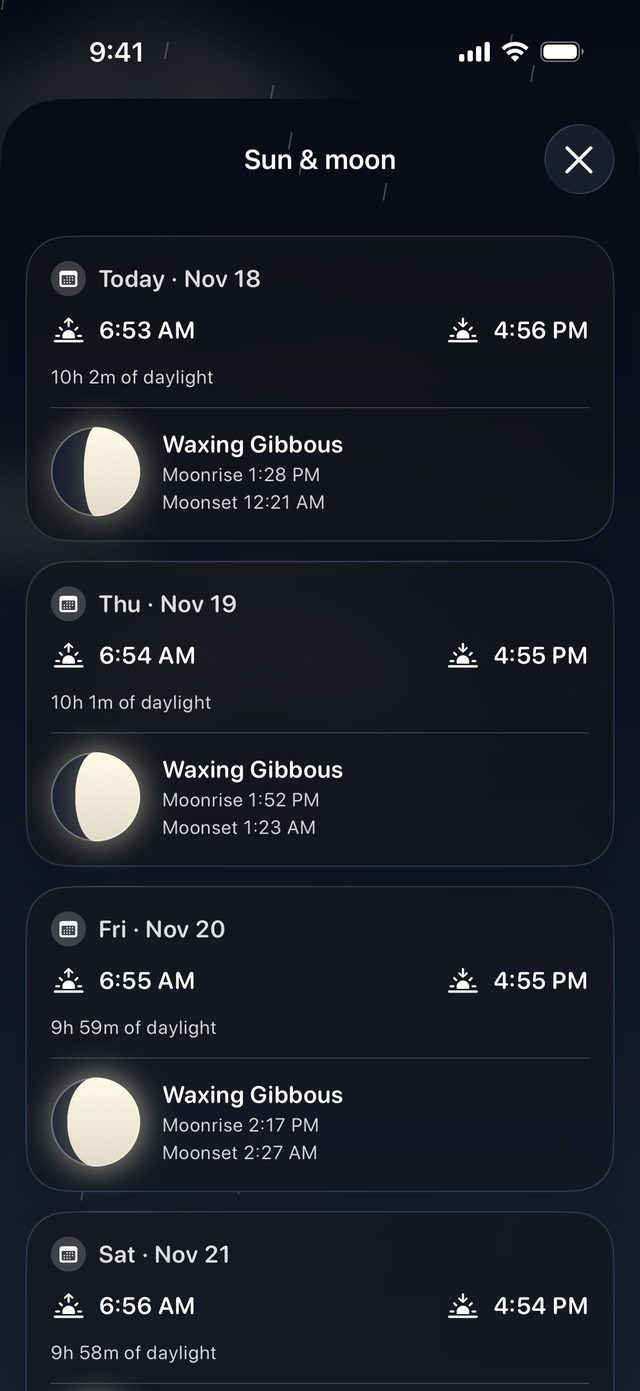 9:41
Sun & moon
Today · Nov 18
6:53 AM
4:56 PM
10h 2m of daylight
Waxing Gibbous
Moonrise 1:28 PM
Moonset 12:21 AM
Thu · Nov 19
6:54 AM
4:55 PM
10h 1m of daylight
Waxing Gibbous
Moonrise 1:52 PM
Moonset 1:23 AM
Fri · Nov 20
6:55 AM
4:55 PM
9h 59m of daylight
Waxing Gibbous
Moonrise 2:17 PM
Moonset 2:27 AM
Sat · Nov 21
6:56 AM
4:54 PM
9h 58m of daylight